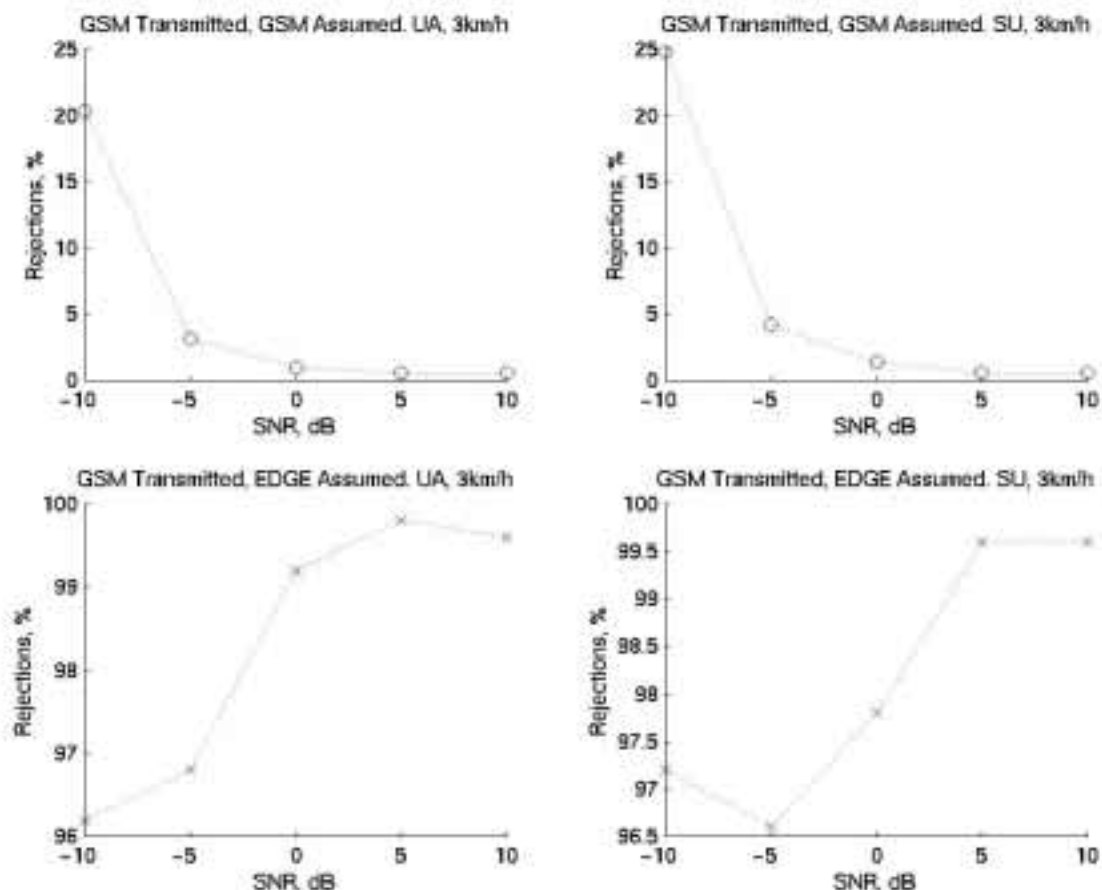 GSM Transmitted, GSM Assumed. UA, 3km/h
25
20
15
10
5
0
Rejections, %
-10 -5 0 5 10
SNR, dB
GSM Transmitted, GSM Assumed. SU, 3km/h
25
20
15
10
5
0
Rejections, %
-10 -5 0 5 10
SNR, dB
GSM Transmitted, EDGE Assumed. UA, 3km/h
100
99
98
97
96
Rejections, %
-10 -5 0 5 10
SNR, dB
GSM Transmitted, EDGE Assumed. SU, 3km/h
100
99.5
99
98.5
98
97.5
97
96.5
Rejections, %
-10 -5 0 5 10
SNR, dB